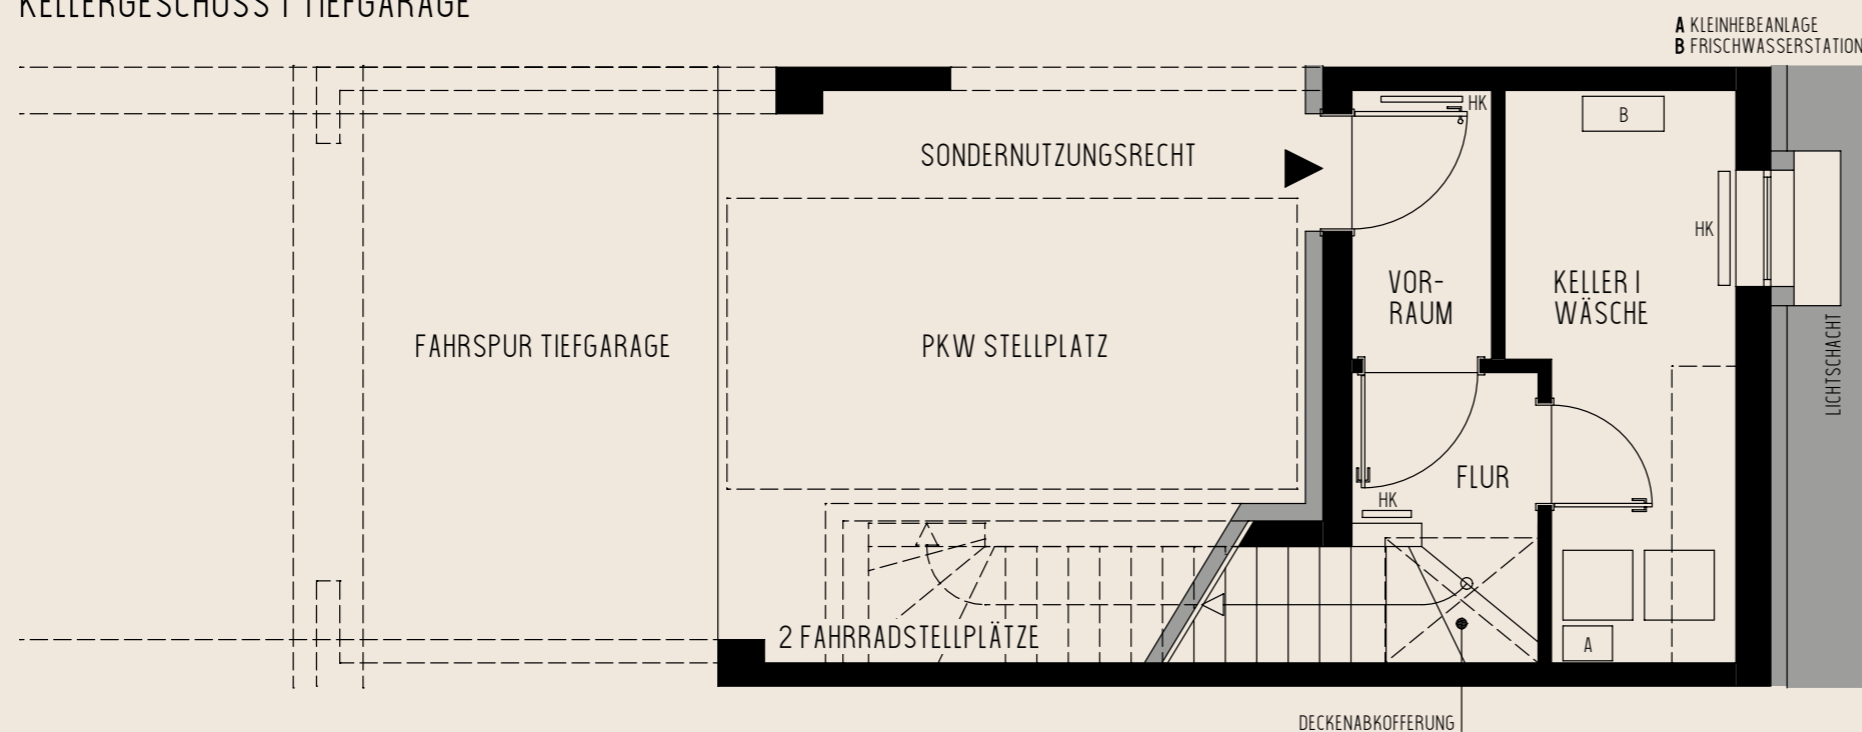 KELLERGESCHOSS I TIEFGARAGE
A KLEINHEBEANLAGE
B FRISCHWASSERSTATION
HK
B
SONDERNUTZUNGSRECHT
HK
VOR-
RAUM
KELLER I
WÄSCHE
FAHRSPUR TIEFGARAGE
PKW STELLPLATZ
LICHTSCHACHT
FLUR
HK
2 FAHRRADSTELLPLÄTZE
A
DECKENABKOFFERUNG